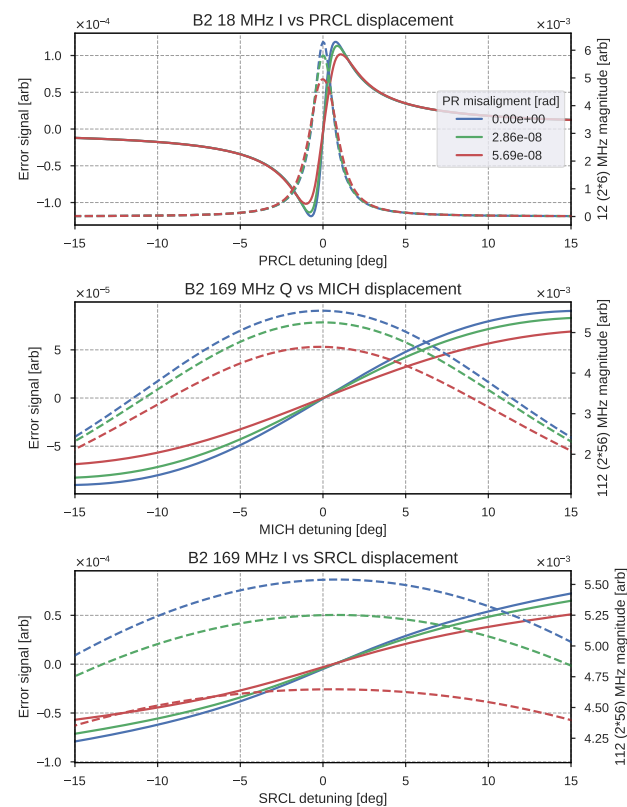 B2 18 MHz I vs PRCL displacement
×10⁻⁴
×10⁻³
1.0
0.5
0.0
−0.5
−1.0
Error signal [arb]
6
5
4
3
2
1
0
12 (2*6) MHz magnitude [arb]
PR misaligment [rad]
0.00e+00
2.86e-08
5.69e-08
−15 −10 −5 0 5 10 15
PRCL detuning [deg]
B2 169 MHz Q vs MICH displacement
×10⁻⁵
×10⁻³
5
0
−5
Error signal [arb]
5
4
3
2
112 (2*56) MHz magnitude [arb]
−15 −10 −5 0 5 10 15
MICH detuning [deg]
B2 169 MHz I vs SRCL displacement
×10⁻⁴
×10⁻³
0.5
0.0
−0.5
−1.0
Error signal [arb]
5.50
5.25
5.00
4.75
4.50
4.25
112 (2*56) MHz magnitude [arb]
−15 −10 −5 0 5 10 15
SRCL detuning [deg]